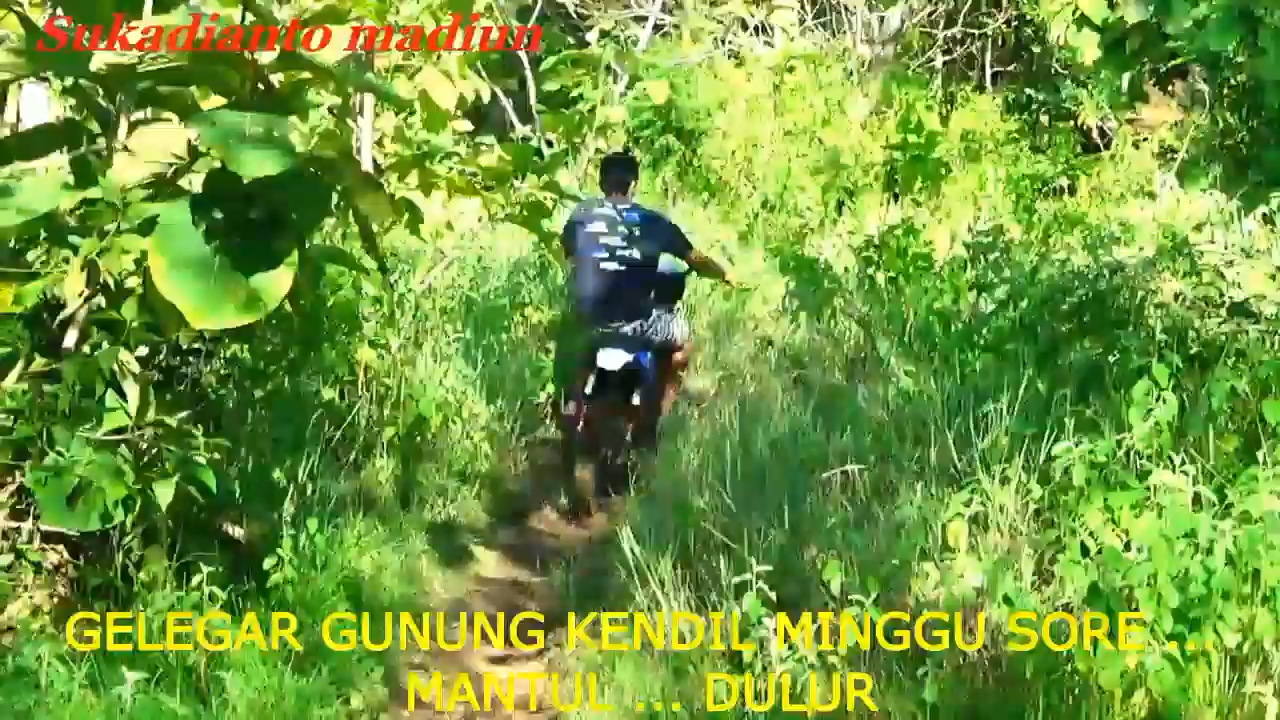 Sukadianto madiun
GELEGAR GUNUNG KENDIL MINGGU SORE ...
MANTUL ... DULUR